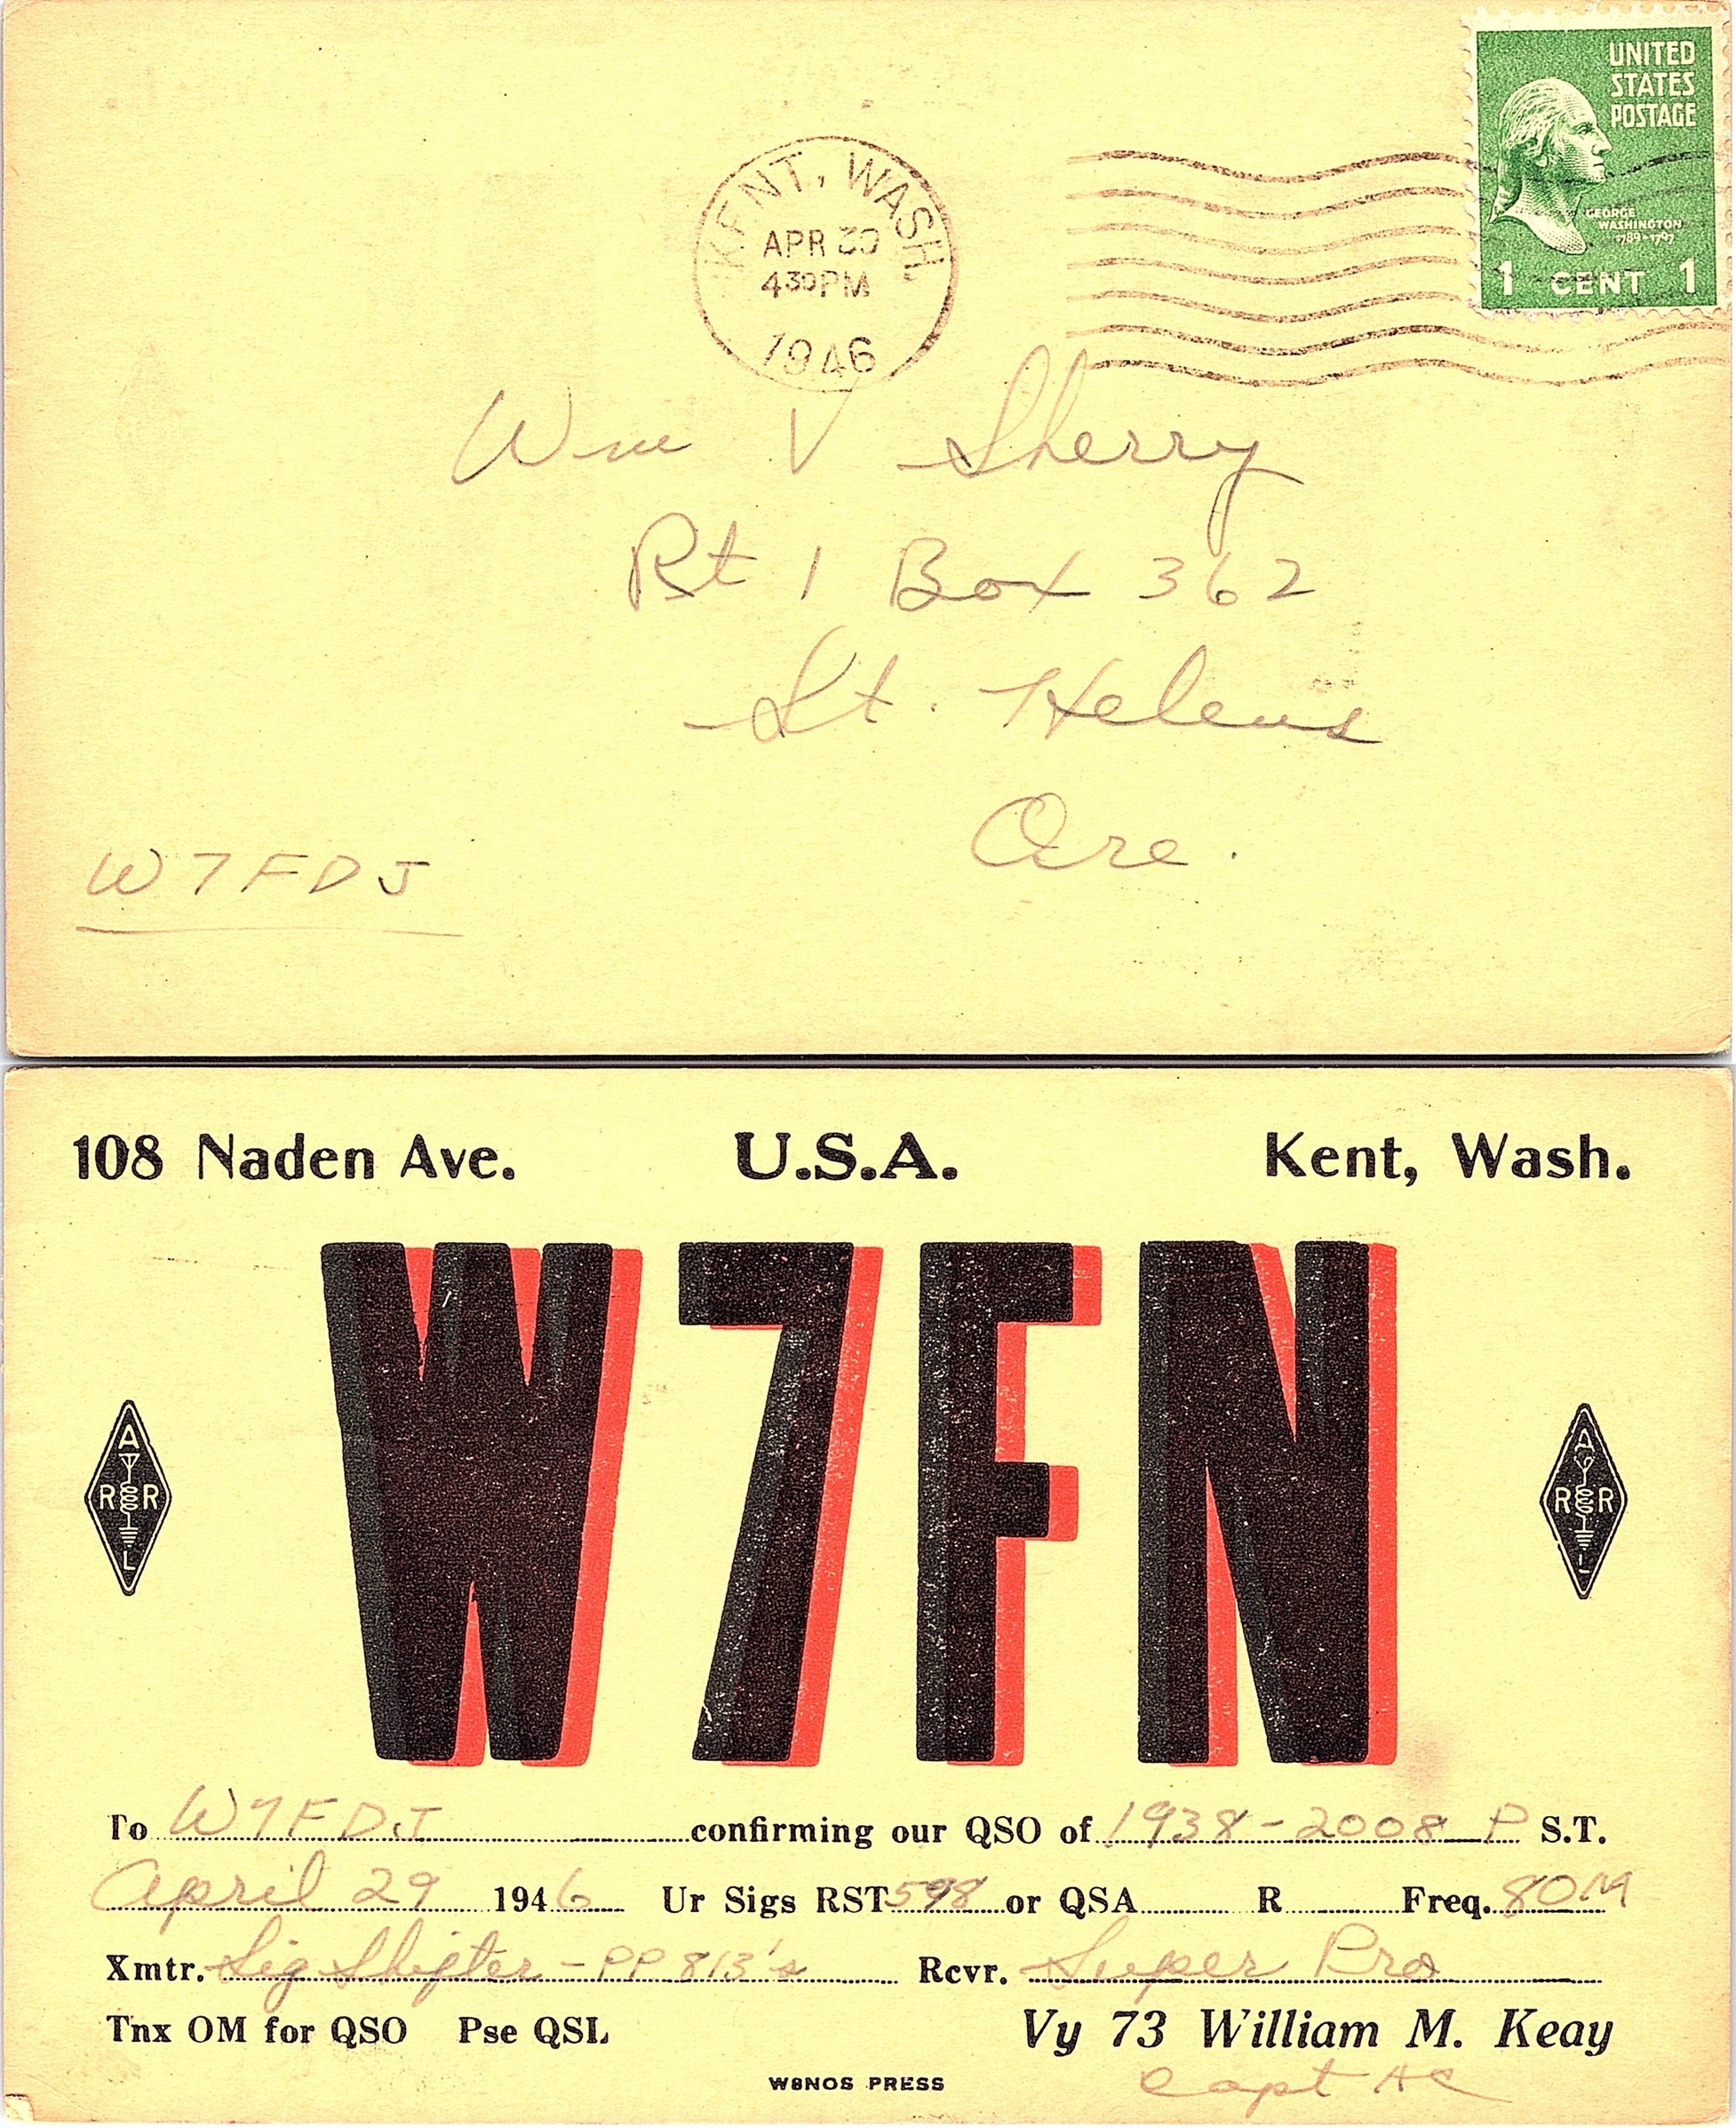 UNITED
STATES
POSTAGE
GEORGE
WASHINGTON
1789-1797
1 CENT 1
KENT, WASH.
APR 30
430PM
1946
Wm V Sherry
Rt 1 Box 362
St. Helens
Ore.
W7FDJ
108 Naden Ave. U.S.A. Kent, Wash.
W7FN
A
R R
L
A
R R
L
To W7FDJ confirming our QSO of 1938-2008 P S.T.
April 29 1946 Ur Sigs RST 598 or QSA R Freq. 80M
Xmtr. Sig Shifter - PP 813's Rcvr. Super Pro
Tnx OM for QSO Pse QSL Vy 73 William M. Keay
Capt AC
W8NOS PRESS